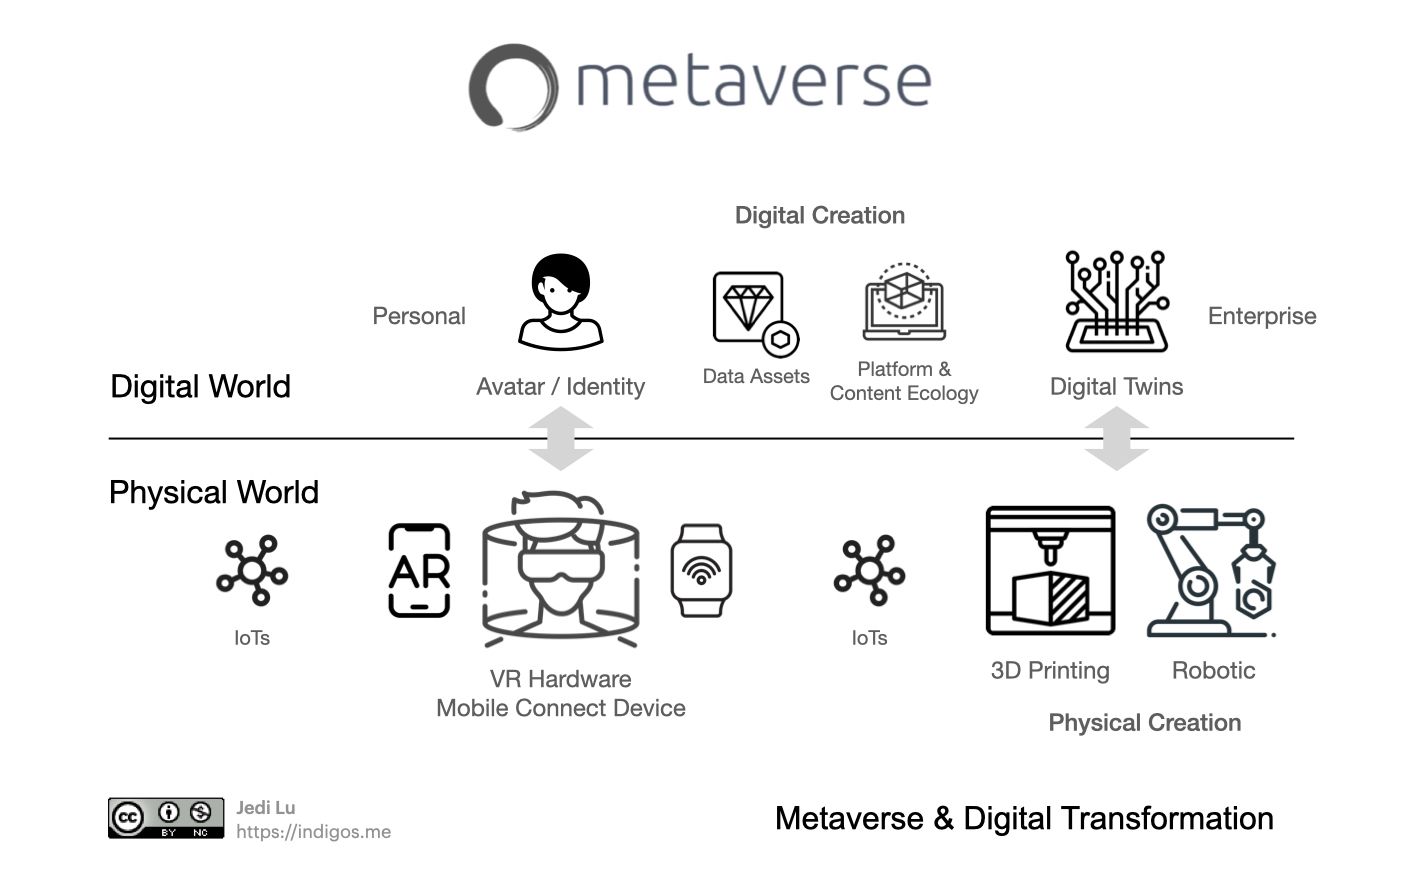 metaverse
Digital Creation
Personal
Enterprise
Digital World
Avatar / Identity
Data Assets
Platform &
Content Ecology
Digital Twins
Physical World
AR
IoTs
VR Hardware
Mobile Connect Device
IoTs
3D Printing
Robotic
Physical Creation
cc
BY NC
Jedi Lu
https://indigos.me
Metaverse & Digital Transformation